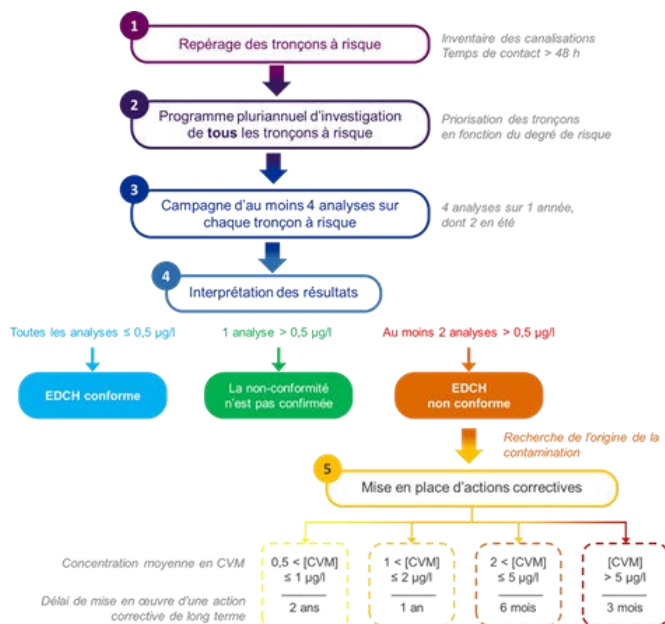 1
Repérage des tronçons à risque
Inventaire des canalisations
Temps de contact > 48 h
2
Programme pluriannuel d'investigation
de tous les tronçons à risque
Priorisation des tronçons
en fonction du degré de risque
3
Campagne d'au moins 4 analyses sur
chaque tronçon à risque
4 analyses sur 1 année,
dont 2 en été
4
Interprétation des résultats
Toutes les analyses ≤ 0,5 µg/l
1 analyse > 0,5 µg/l
Au moins 2 analyses > 0,5 µg/l
EDCH conforme
La non-conformité
n'est pas confirmée
EDCH
non conforme
Recherche de l'origine de la
contamination
5
Mise en place d'actions correctives
Concentration moyenne en CVM
0,5 < [CVM]
≤ 1 µg/l
1 < [CVM]
≤ 2 µg/l
2 < [CVM]
≤ 5 µg/l
[CVM]
> 5 µg/l
Délai de mise en œuvre d'une action
corrective de long terme
2 ans
1 an
6 mois
3 mois